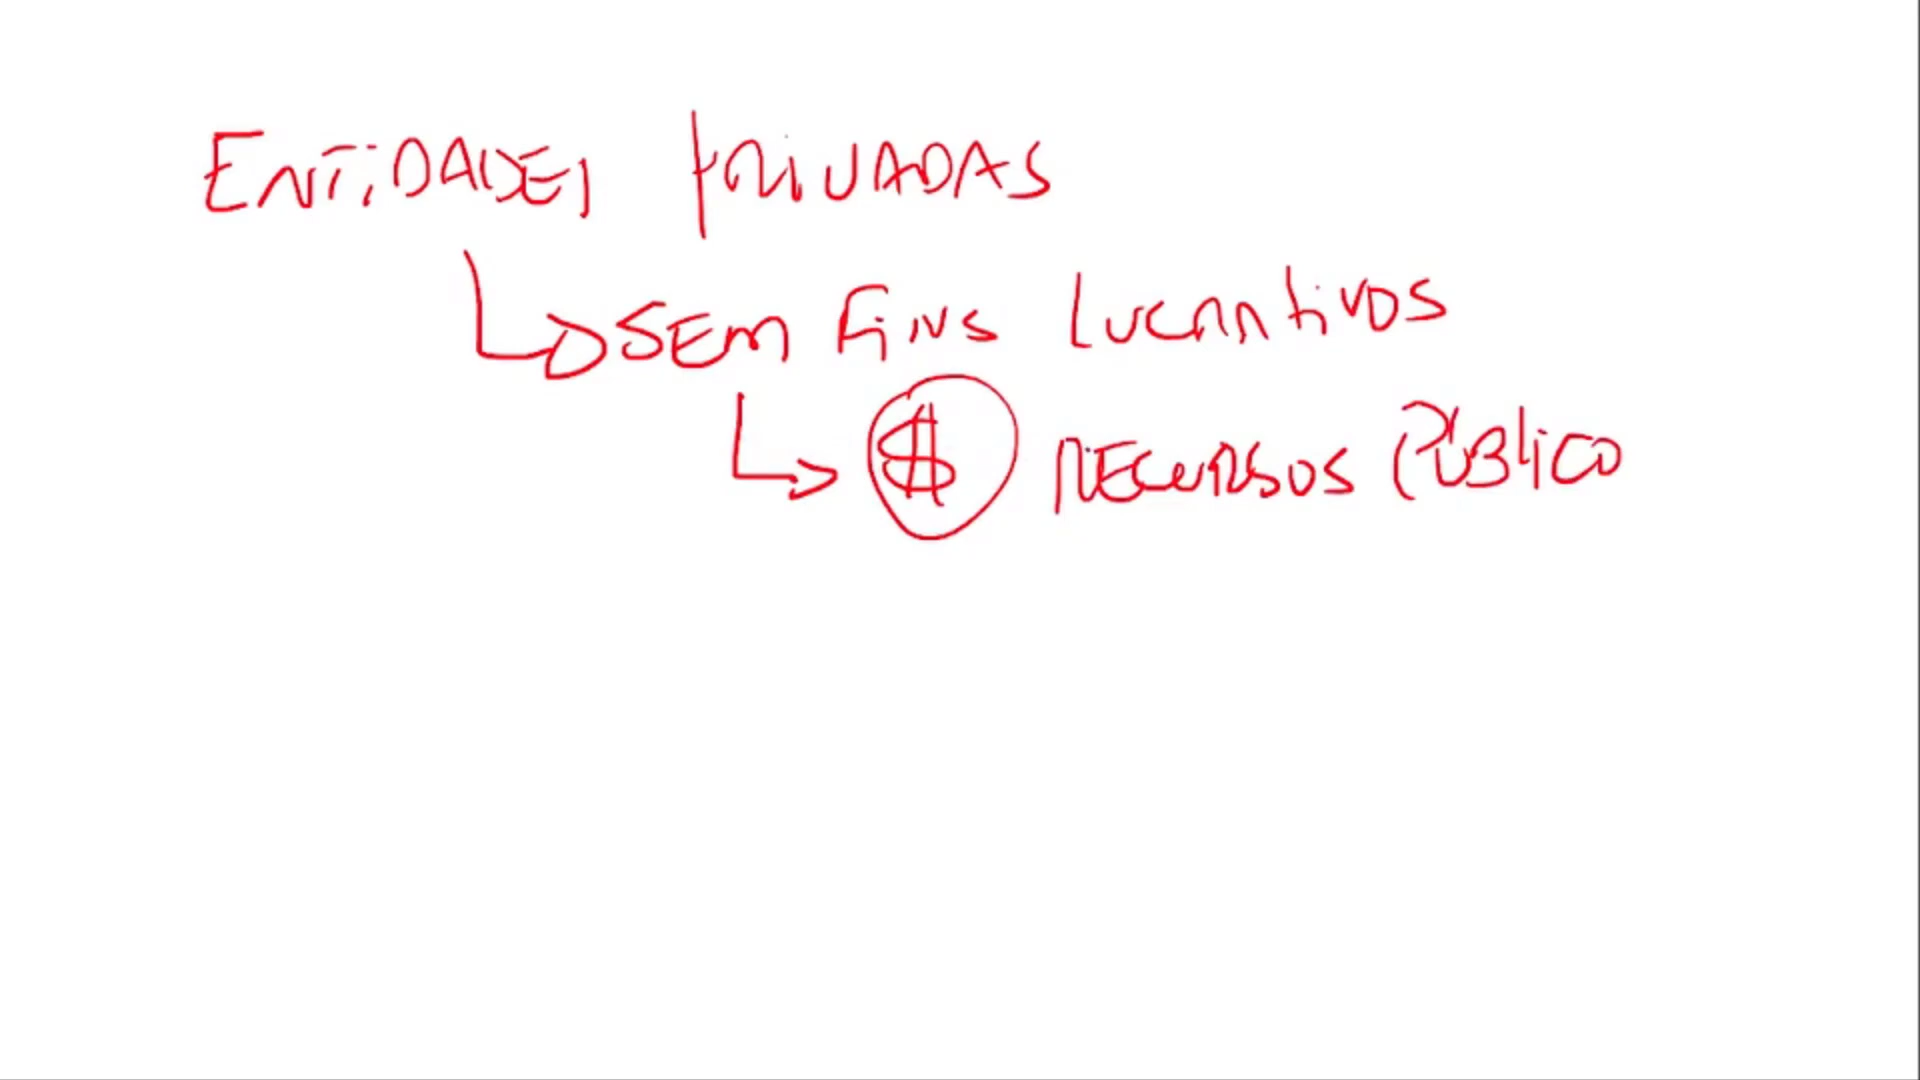 ENTIDADES PRIVADAS
SEM FINS LUCRATIVOS
$ RECURSOS PÚBLICO